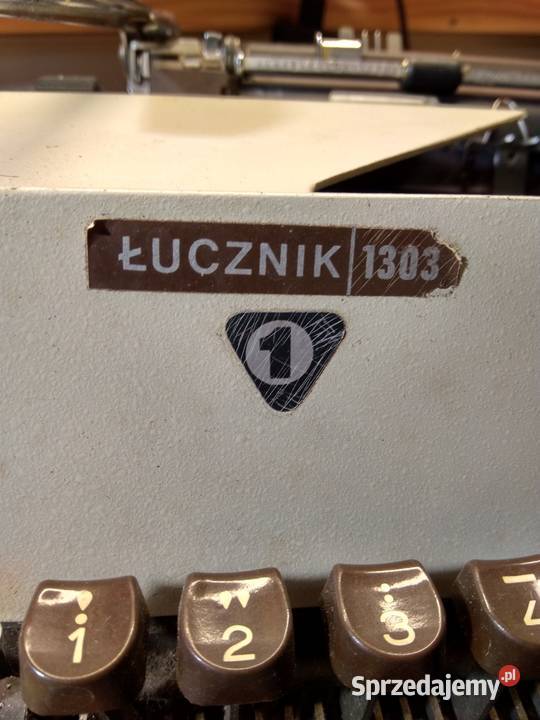 ŁUCZNIK 1303
1
! " :
1 2 3
Sprzedajemy.pl